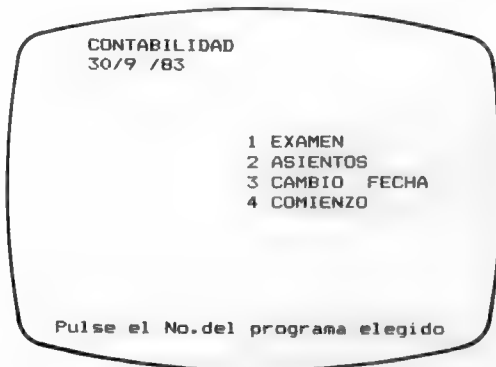 CONTABILIDAD
30/9 /83
1 EXAMEN
2 ASIENTOS
3 CAMBIO FECHA
4 COMIENZO
Pulse el No.del programa elegido